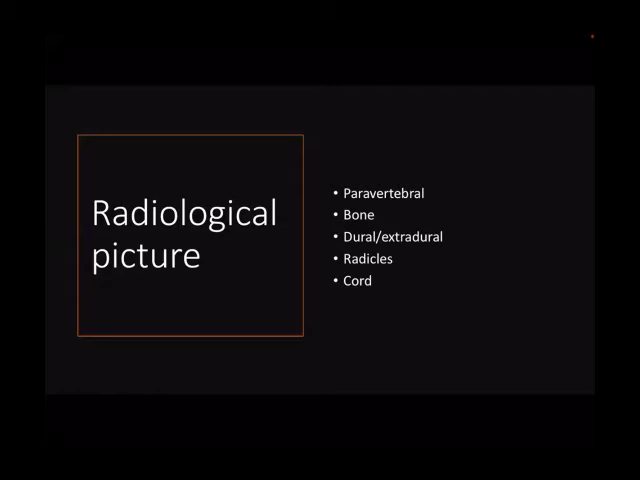 Radiological
picture
• Paravertebral
• Bone
• Dural/extradural
• Radicles
• Cord